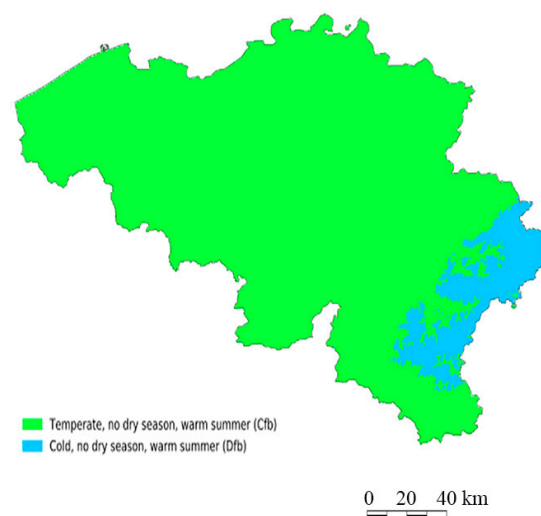 Temperate, no dry season, warm summer (Cfb)
Cold, no dry season, warm summer (Dfb)
0 20 40 km